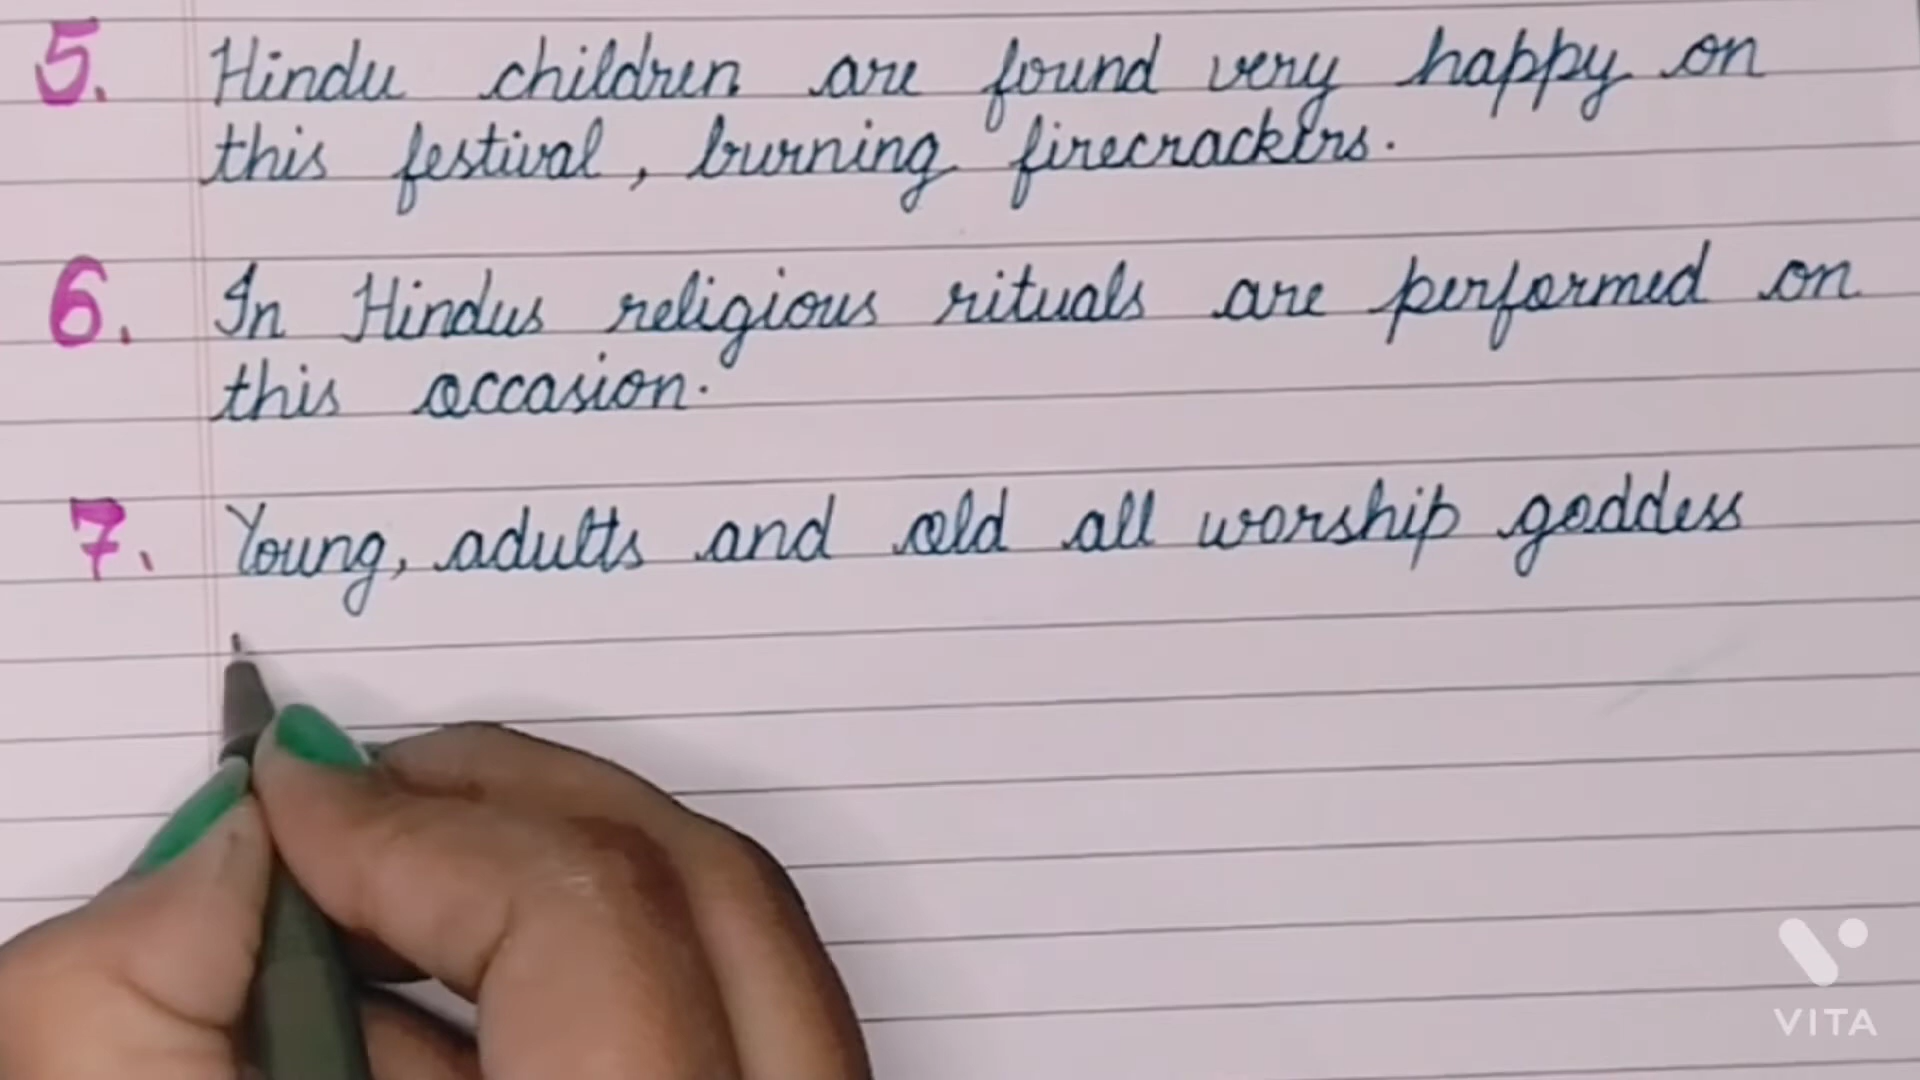 5. Hindu children are found very happy on
this festival, burning firecrackers.
6. In Hindus religious rituals are performed on
this occasion.
7. Young, adults and old all worship goddess
VITA